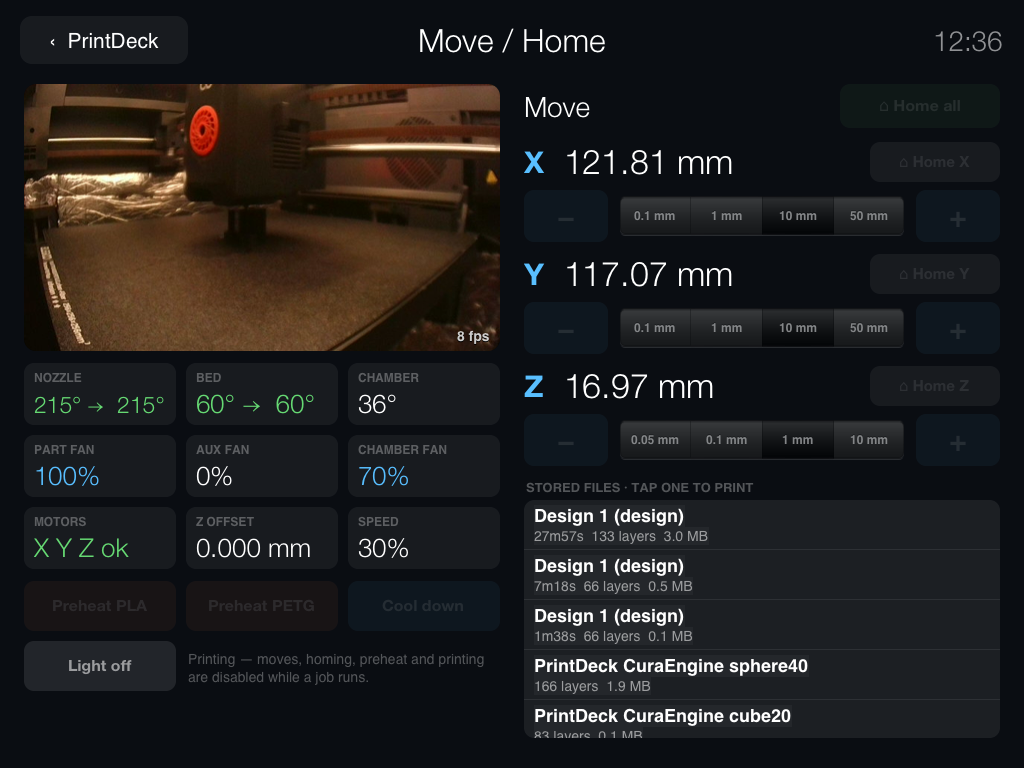 ‹ PrintDeck
Move / Home
12:36
8 fps
NOZZLE
215° → 215°
BED
60° → 60°
CHAMBER
36°
PART FAN
100%
AUX FAN
0%
CHAMBER FAN
70%
MOTORS
X Y Z ok
Z OFFSET
0.000 mm
SPEED
30%
Preheat PLA
Preheat PETG
Cool down
Light off
Printing — moves, homing, preheat and printing
are disabled while a job runs.
Move
⌂ Home all
X 121.81 mm
⌂ Home X
− 0.1 mm 1 mm 10 mm 50 mm +
Y 117.07 mm
⌂ Home Y
− 0.1 mm 1 mm 10 mm 50 mm +
Z 16.97 mm
⌂ Home Z
− 0.05 mm 0.1 mm 1 mm 10 mm +
STORED FILES · TAP ONE TO PRINT
Design 1 (design)
27m57s 133 layers 3.0 MB
Design 1 (design)
7m18s 66 layers 0.5 MB
Design 1 (design)
1m38s 66 layers 0.1 MB
PrintDeck CuraEngine sphere40
166 layers 1.9 MB
PrintDeck CuraEngine cube20
83 layers 0.1 MB